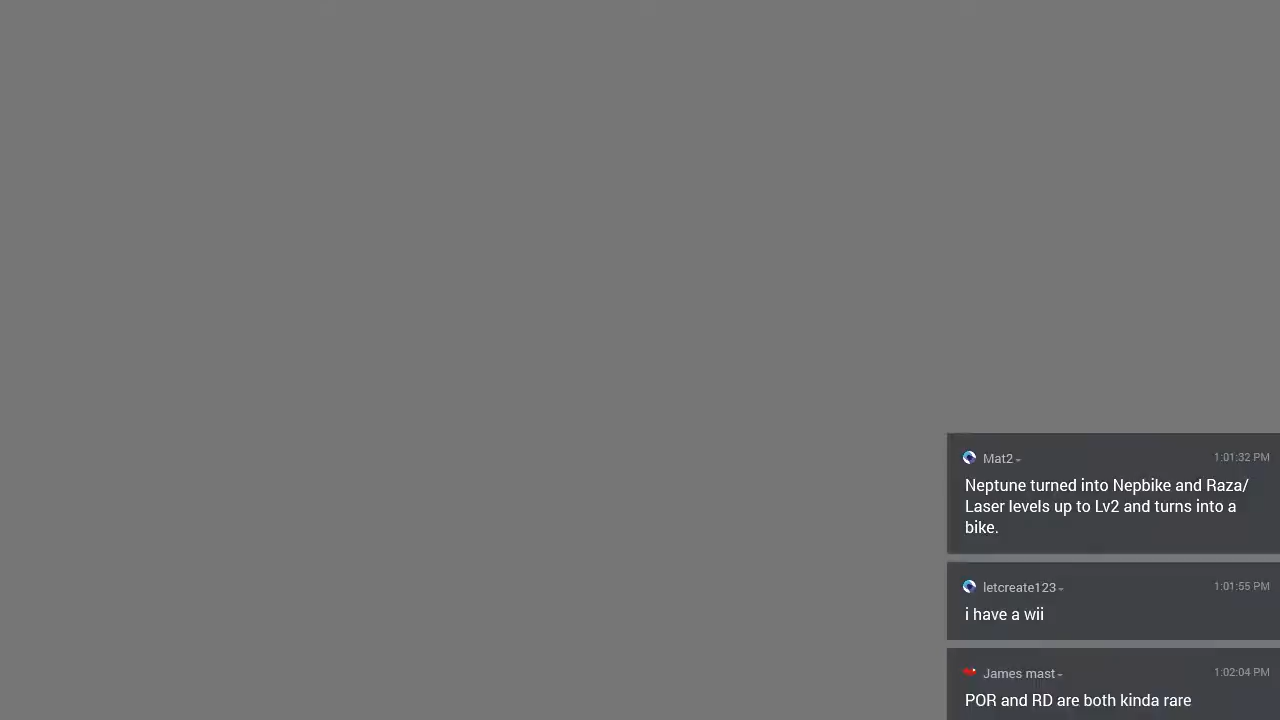 Mat2
1:01:32 PM
Neptune turned into Nepbike and Raza/
Laser levels up to Lv2 and turns into a
bike.
letcreate123
1:01:55 PM
i have a wii
James mast
1:02:04 PM
POR and RD are both kinda rare